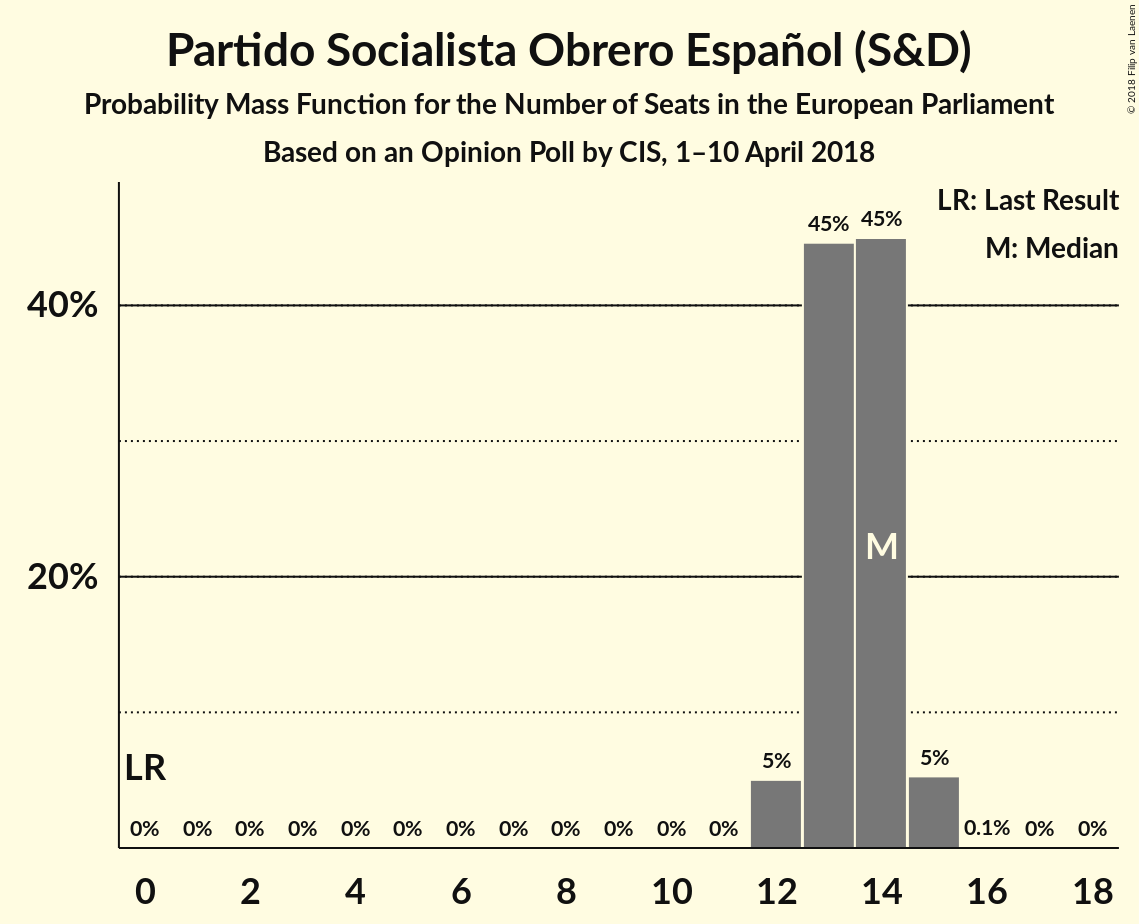 Partido Socialista Obrero Español (S&D)
Probability Mass Function for the Number of Seats in the European Parliament
Based on an Opinion Poll by CIS, 1–10 April 2018
© 2018 Filip van Laenen
LR: Last Result
M: Median
45% 45%
40%
M
20%
LR
5% 5%
0% 0% 0% 0% 0% 0% 0% 0% 0% 0% 0% 0% 0.1% 0% 0%
0 2 4 6 8 10 12 14 16 18